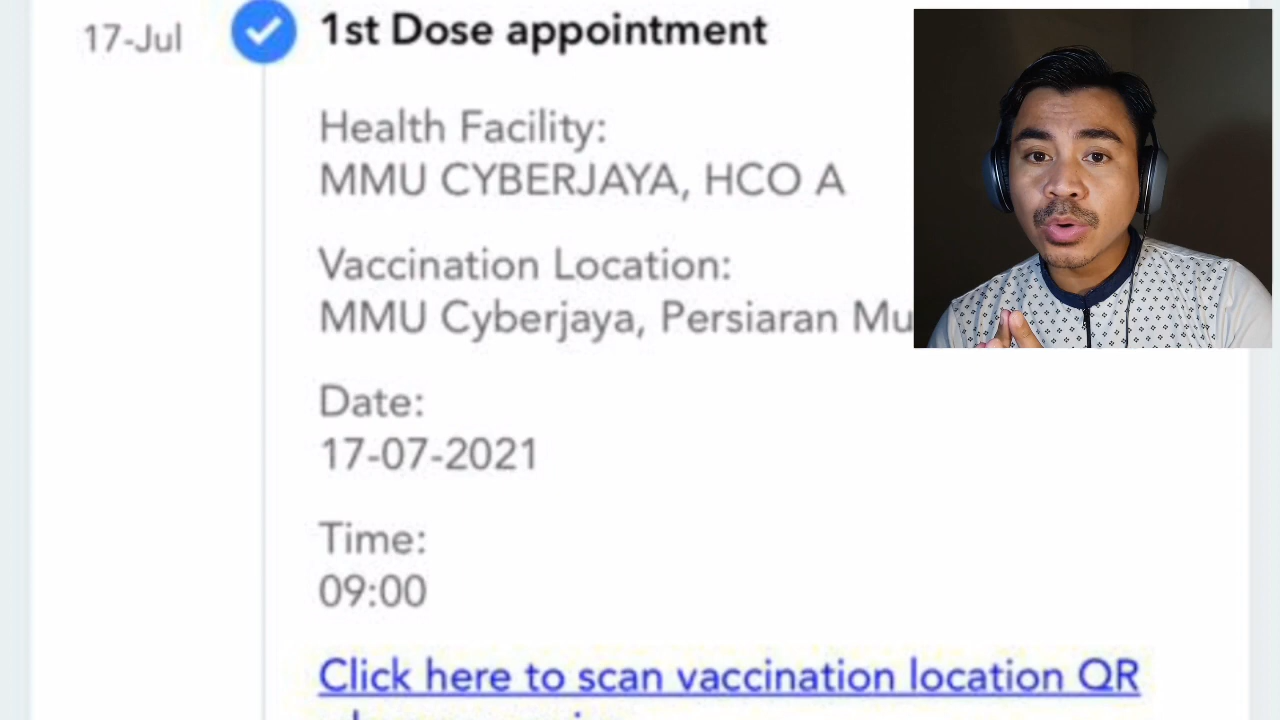 17-Jul
1st Dose appointment
Health Facility:
MMU CYBERJAYA, HCO A
Vaccination Location:
MMU Cyberjaya, Persiaran Mu
Date:
17-07-2021
Time:
09:00
Click here to scan vaccination location QR